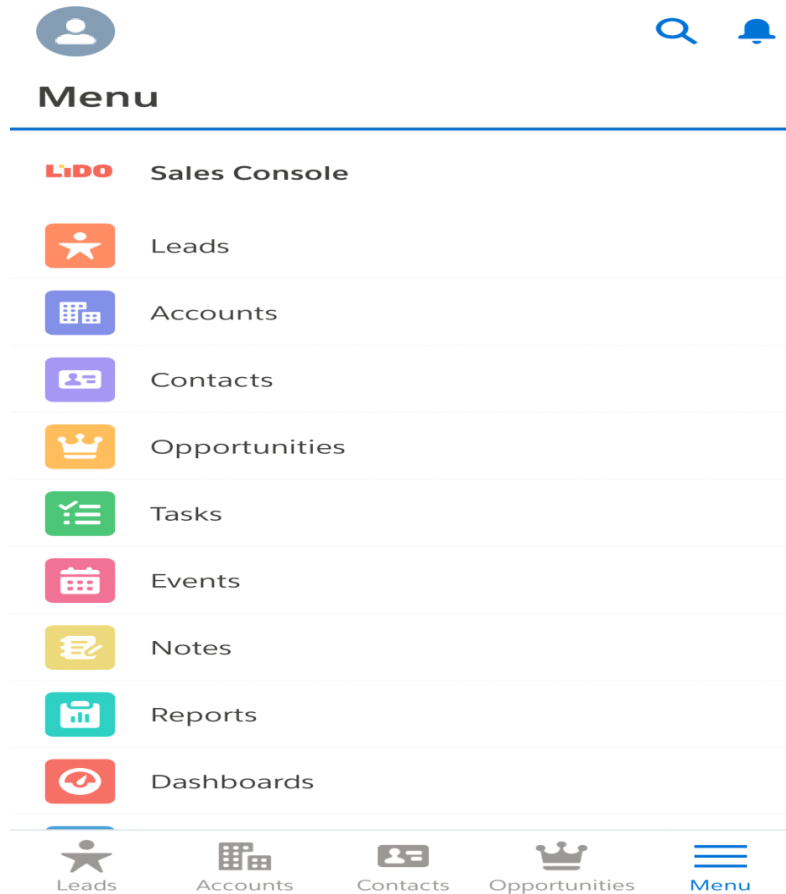 Menu
LiDO Sales Console
Leads
Accounts
Contacts
Opportunities
Tasks
Events
Notes
Reports
Dashboards
Leads Accounts Contacts Opportunities Menu